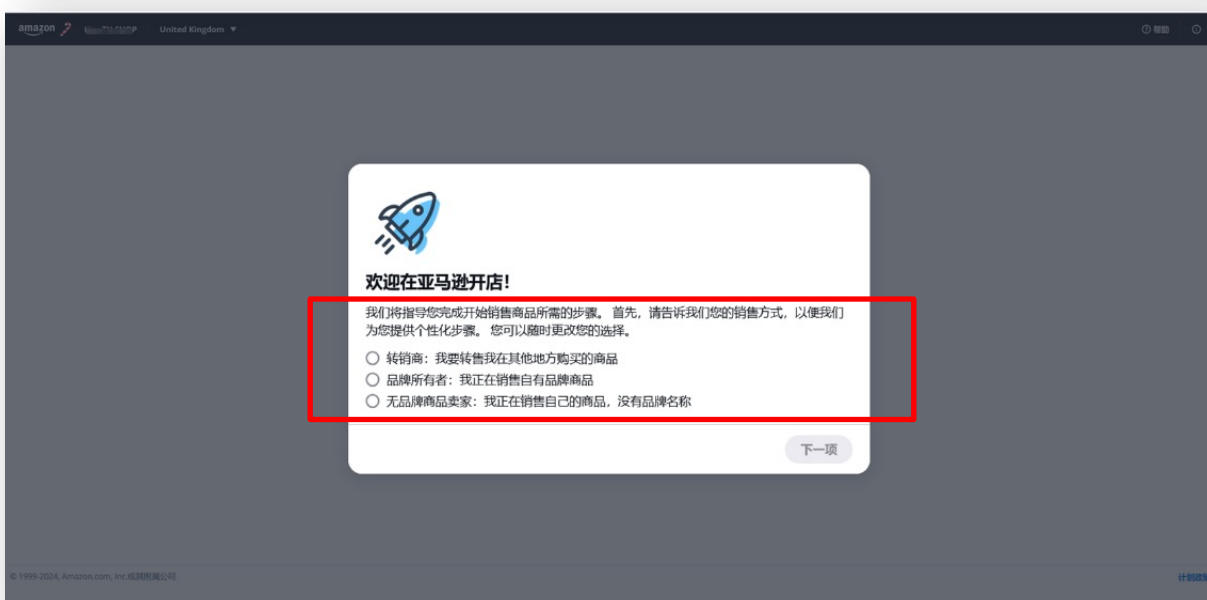 amazon
United Kingdom ▼
帮助
欢迎在亚马逊开店!
我们将指导您完成开始销售商品所需的步骤。 首先，请告诉我们您的销售方式，以便我们
为您提供个性化步骤。 您可以随时更改您的选择。
转销商：我要转售我在其他地方购买的商品
品牌所有者：我正在销售自有品牌商品
无品牌商品卖家：我正在销售自己的商品，没有品牌名称
下一项
© 1999-2024, Amazon.com, Inc.或其附属公司
计划政策